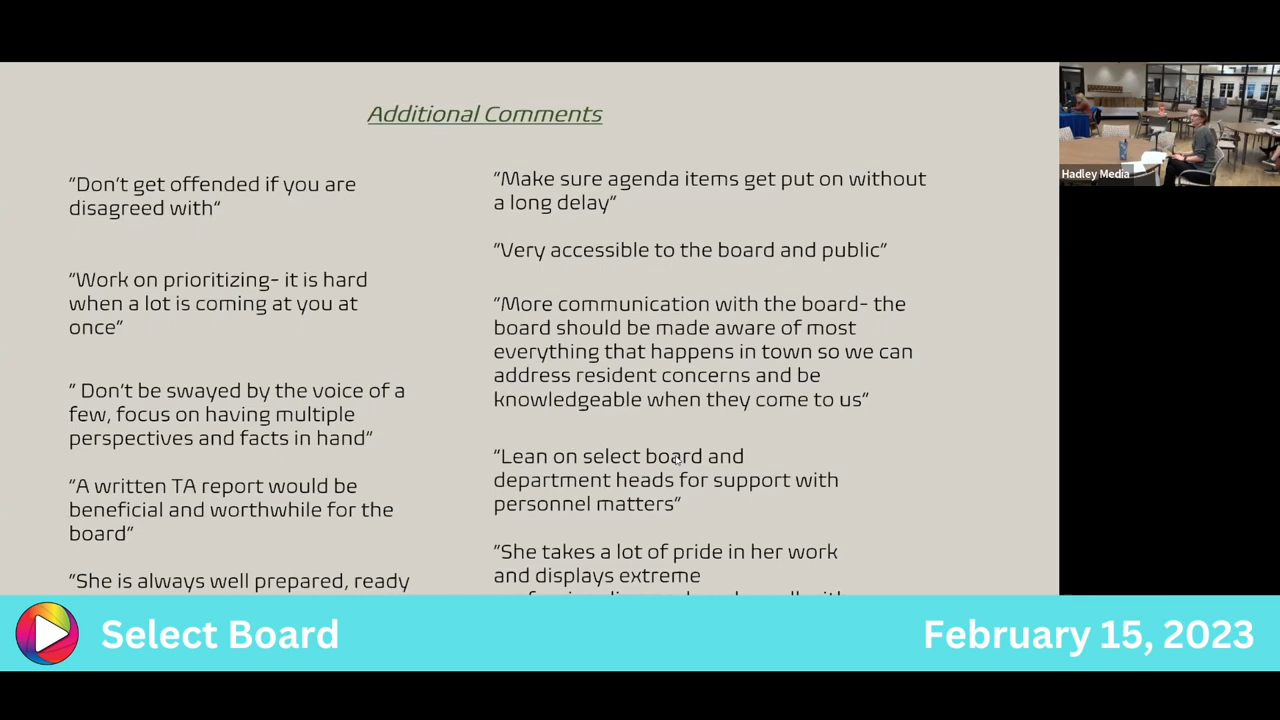 Additional Comments
"Don't get offended if you are
disagreed with"
"Work on prioritizing- it is hard
when a lot is coming at you at
once"
" Don't be swayed by the voice of a
few, focus on having multiple
perspectives and facts in hand"
"A written TA report would be
beneficial and worthwhile for the
board"
"She is always well prepared, ready
"Make sure agenda items get put on without
a long delay"
"Very accessible to the board and public"
"More communication with the board- the
board should be made aware of most
everything that happens in town so we can
address resident concerns and be
knowledgeable when they come to us"
"Lean on select board and
department heads for support with
personnel matters"
"She takes a lot of pride in her work
and displays extreme
Hadley Media
Select Board
February 15, 2023